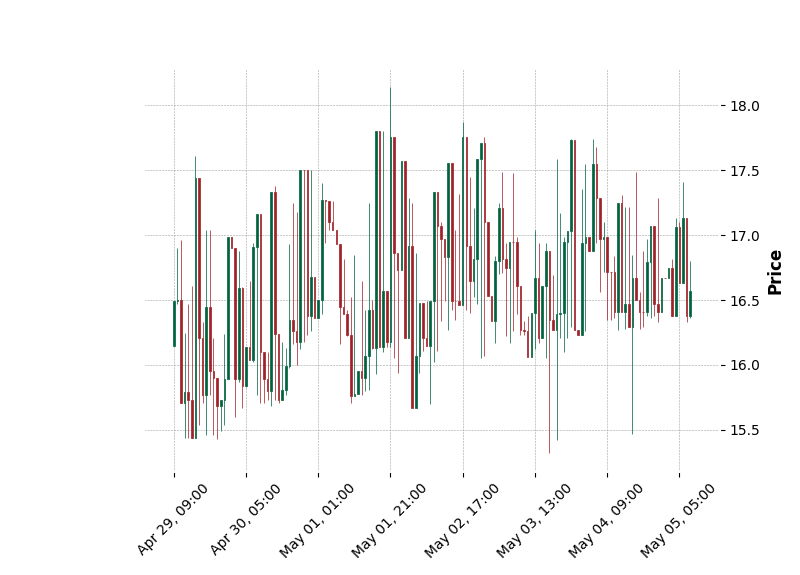 18.0
17.5
17.0
16.5
16.0
15.5
Price
Apr 29, 09:00
Apr 30, 05:00
May 01, 01:00
May 01, 21:00
May 02, 17:00
May 03, 13:00
May 04, 09:00
May 05, 05:00